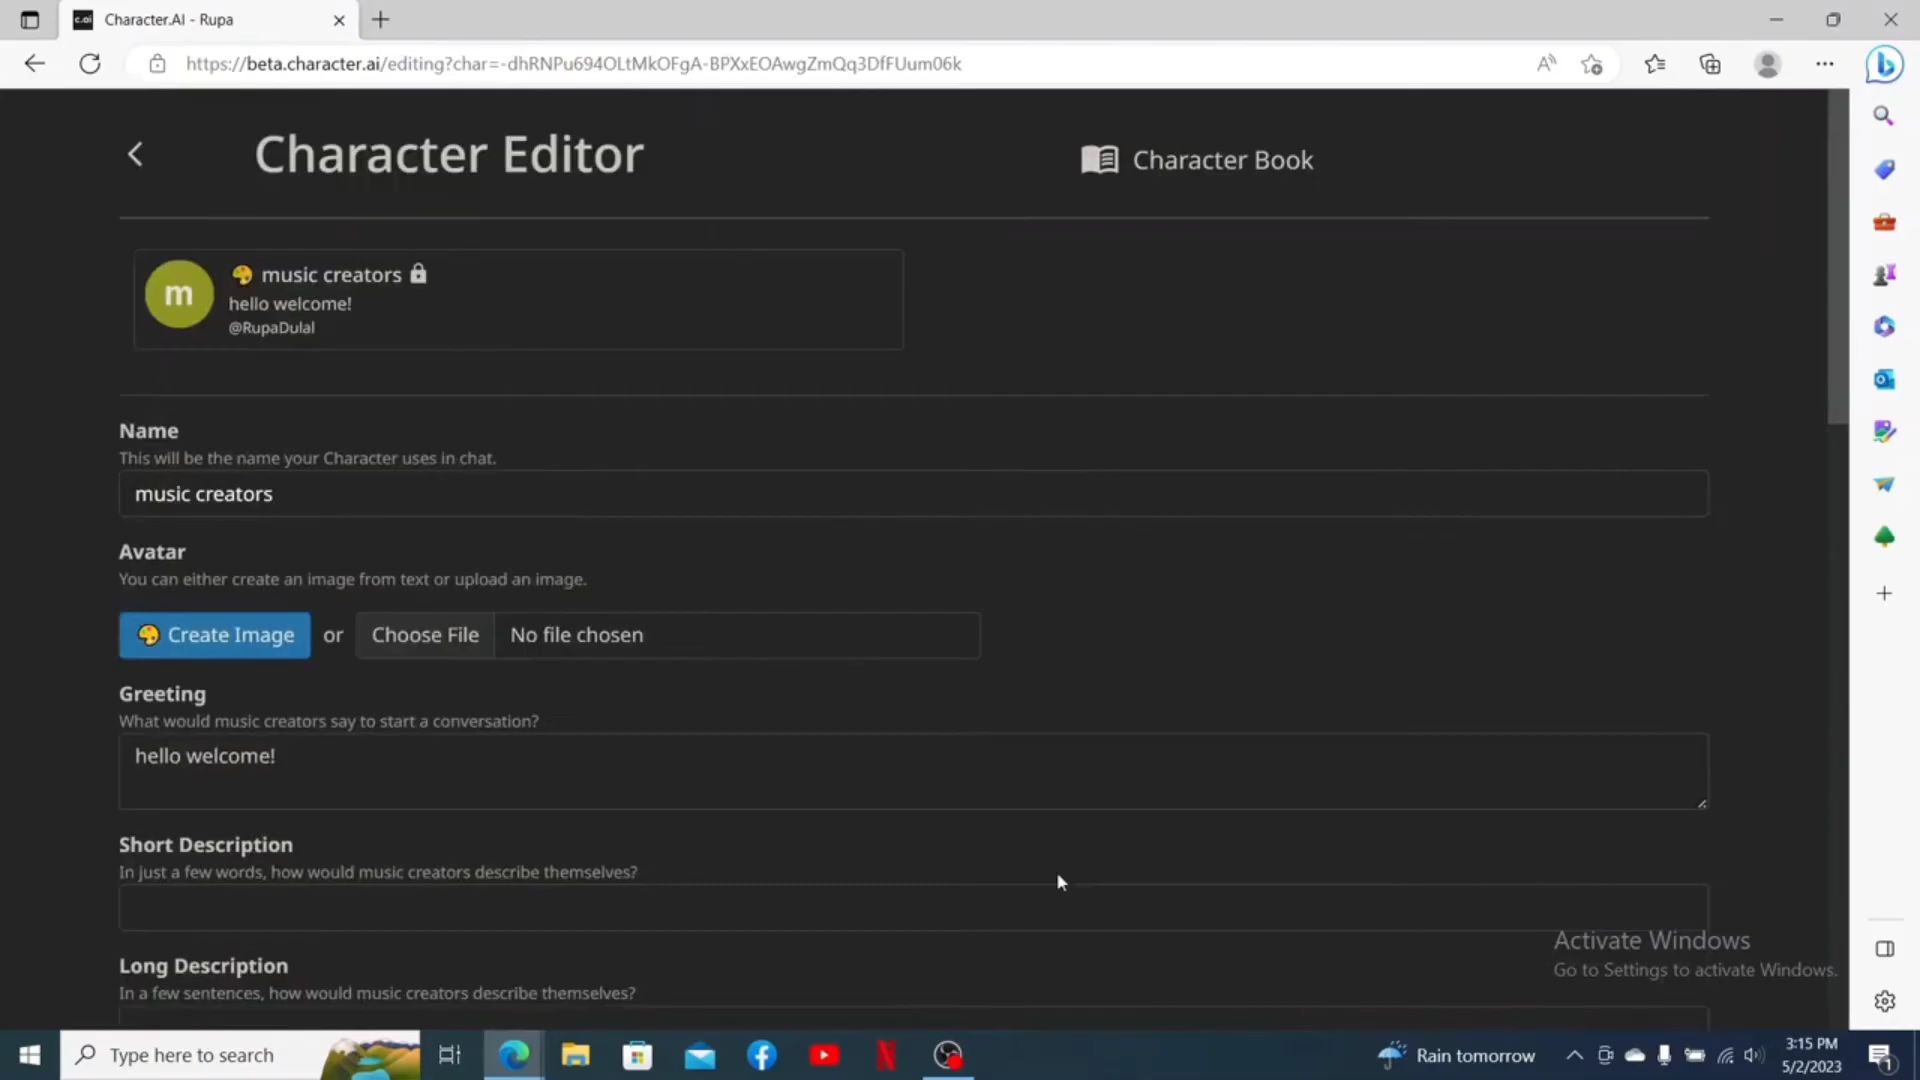 c.ai Character.AI - Rupa
https://beta.character.ai/editing?char=-dhRNPu694OLtMkOFgA-BPXxEOAwgZmQq3DfFUum06k
Character Editor
Character Book
m
music creators
hello welcome!
@RupaDulal
Name
This will be the name your Character uses in chat.
music creators
Avatar
You can either create an image from text or upload an image.
Create Image or Choose File No file chosen
Greeting
What would music creators say to start a conversation?
hello welcome!
Short Description
In just a few words, how would music creators describe themselves?
Activate Windows
Go to Settings to activate Windows.
Long Description
In a few sentences, how would music creators describe themselves?
Type here to search
Rain tomorrow
3:15 PM
5/2/2023
1